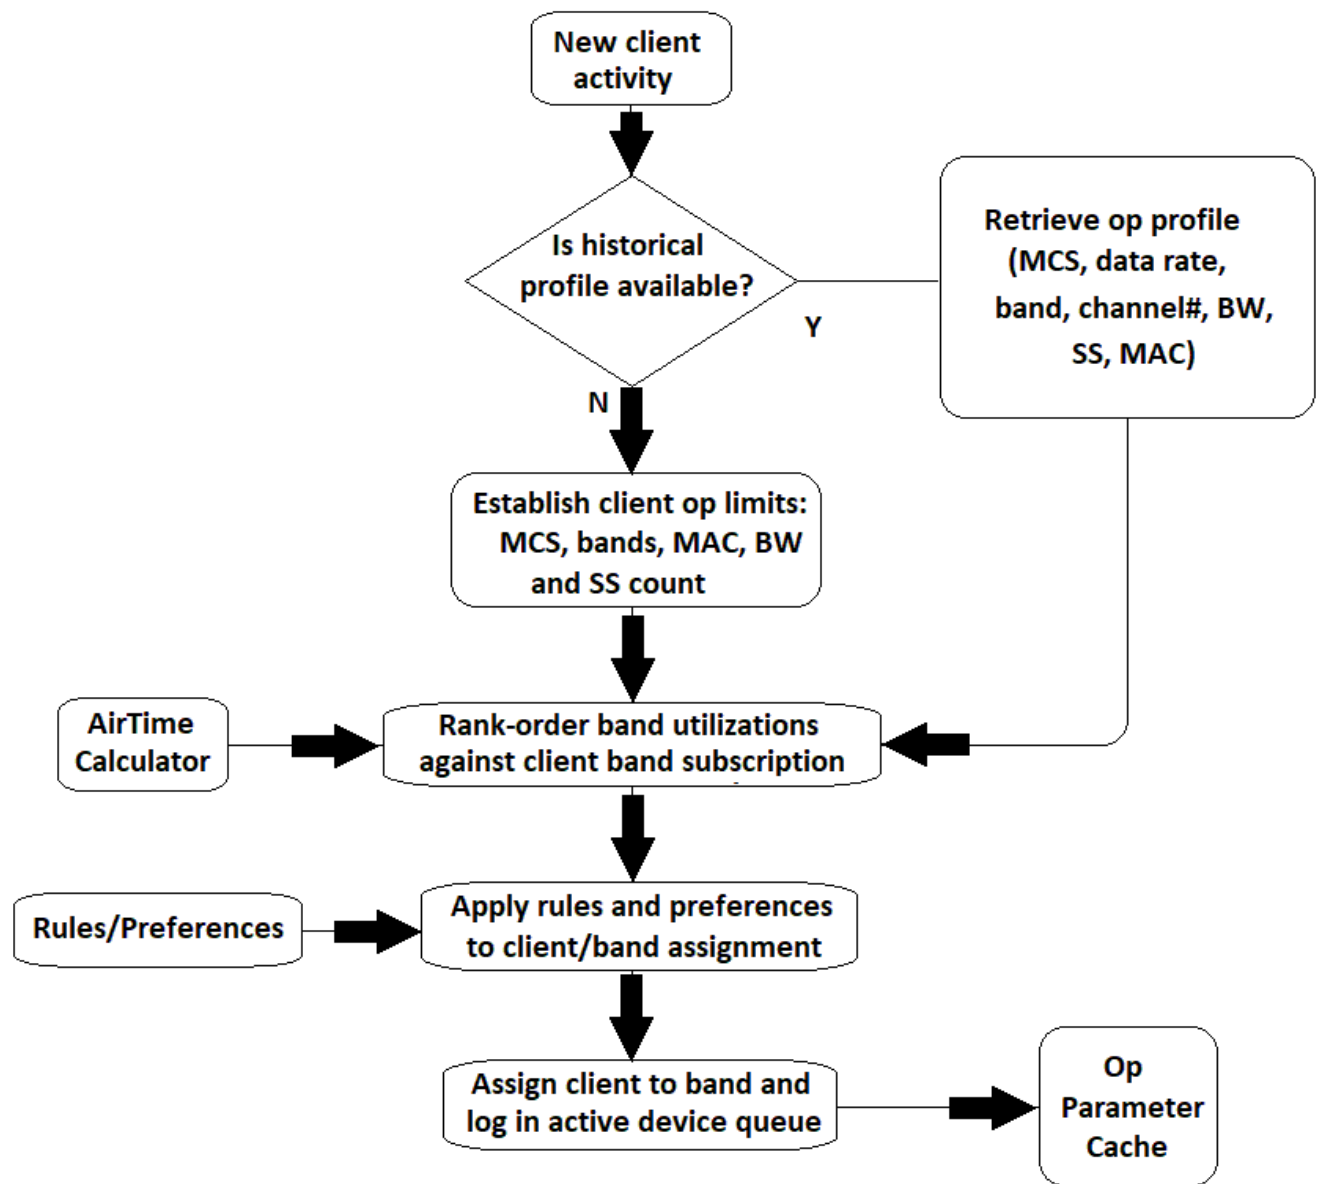 New client
activity
Is historical
profile available?
Y
N
Retrieve op profile
(MCS, data rate,
band, channel#, BW,
SS, MAC)
Establish client op limits:
MCS, bands, MAC, BW
and SS count
AirTime
Calculator
Rank-order band utilizations
against client band subscription
Rules/Preferences
Apply rules and preferences
to client/band assignment
Assign client to band and
log in active device queue
Op
Parameter
Cache